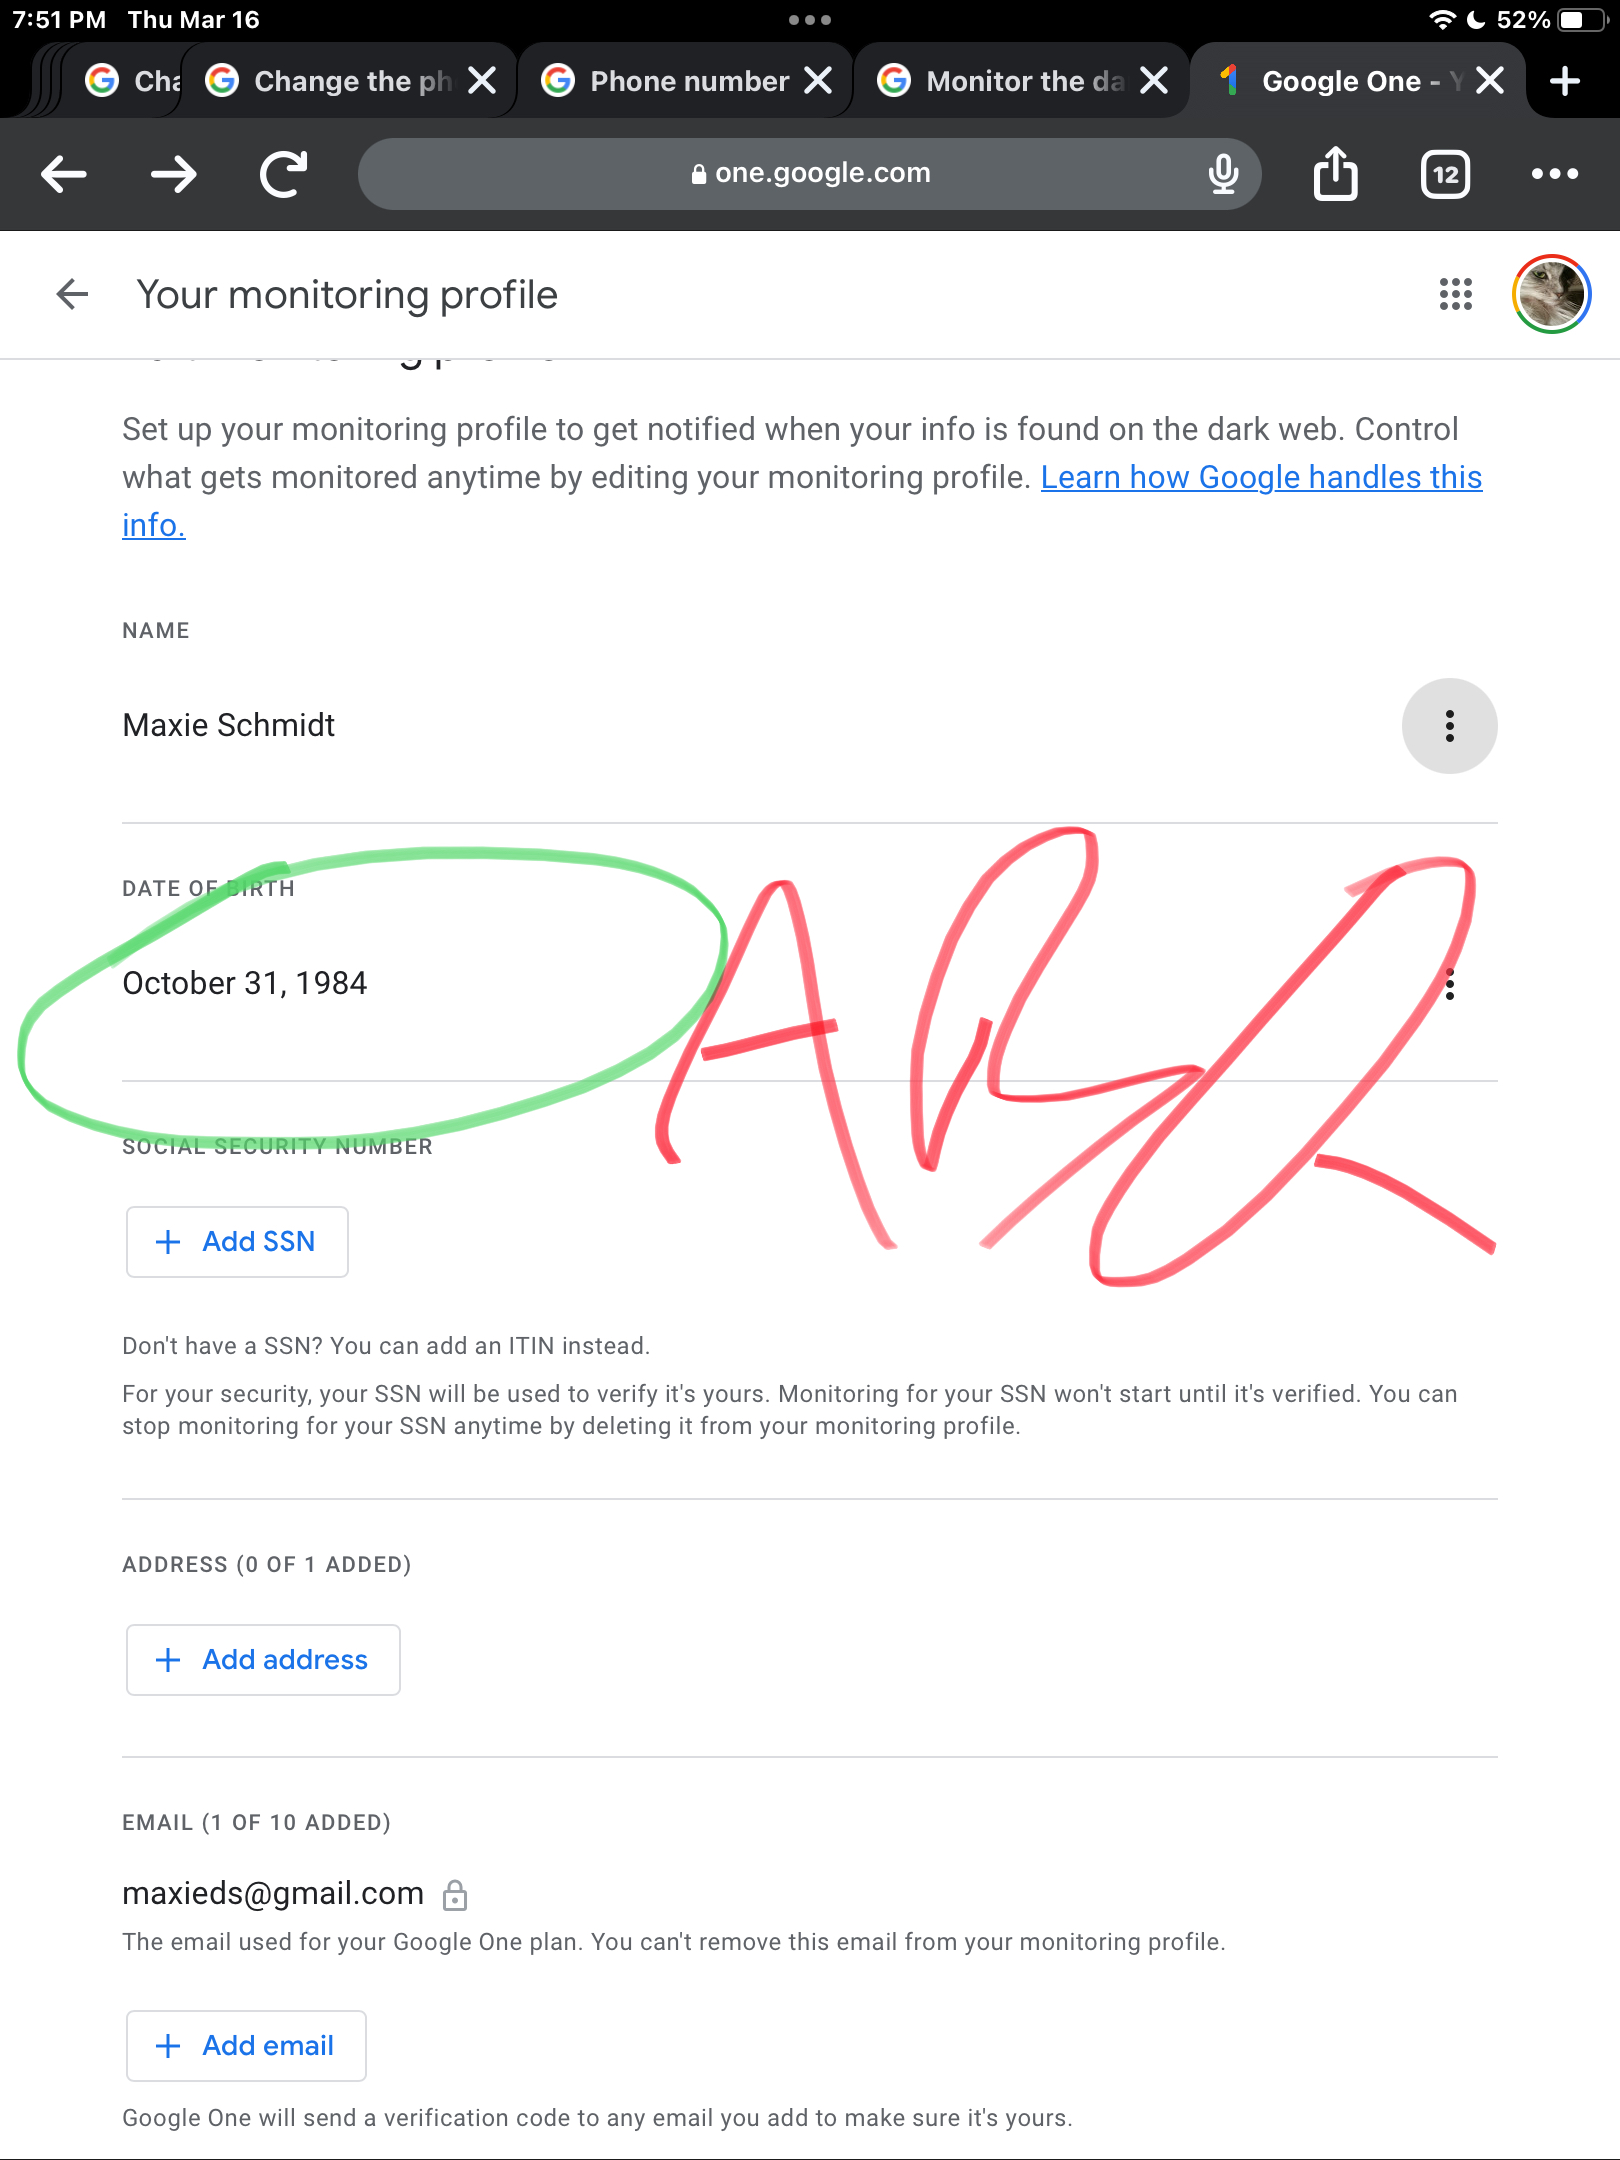 7:51 PM Thu Mar 16
52%
Cha
Change the ph
Phone number
Monitor the da
Google One - Y
one.google.com
12
Your monitoring profile
Set up your monitoring profile to get notified when your info is found on the dark web. Control
what gets monitored anytime by editing your monitoring profile. Learn how Google handles this
info.
NAME
Maxie Schmidt
DATE OF BIRTH
October 31, 1984
SOCIAL SECURITY NUMBER
+ Add SSN
Don't have a SSN? You can add an ITIN instead.
For your security, your SSN will be used to verify it's yours. Monitoring for your SSN won't start until it's verified. You can
stop monitoring for your SSN anytime by deleting it from your monitoring profile.
ADDRESS (0 OF 1 ADDED)
+ Add address
EMAIL (1 OF 10 ADDED)
maxieds@gmail.com
The email used for your Google One plan. You can't remove this email from your monitoring profile.
+ Add email
Google One will send a verification code to any email you add to make sure it's yours.